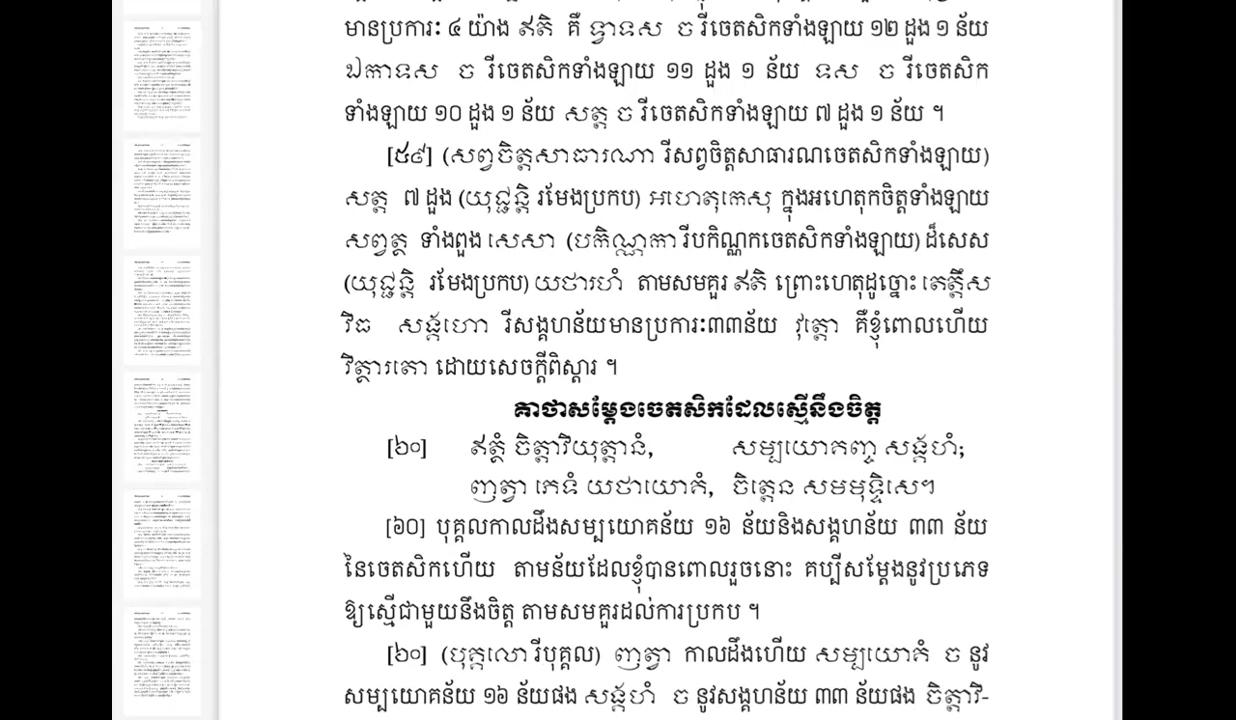 មានប្រការៈ ៤ យ៉ាង ឥតិ គឺ ទ្វាទស ច រីចេតសិកទាំងឡាយ ១២ ដួង ១ ន័យ
ឯកាទស ច រីចេតសិកទាំងឡាយ ១១ ដួង ១ ន័យ ទស ច រីចេតសិក
ទាំងឡាយ ១០ ដួង ១ ន័យ សត្ត ច រីចេតសិកទាំងឡាយ ៧ ដួង ១ ន័យ ។
[៥៩] (សព្វចិត្តសាធារណា រីសព្វចិត្តសាធារណចេតសិកទាំងឡាយ)
សត្ត ៧ ដួង (យុជ្ជន្តិ រមែងប្រកប) អហេតុកេសុ ក្នុងអហេតុកចិត្តទាំងឡាយ
សព្វត្ថ ទាំងពួង សេសា (បកិណ្ណកា រីបកិណ្ណកចេតសិកទាំងឡាយ) ដ៏សេស
(យុជ្ជន្តិ រមែងប្រកប) យថារហំ តាមសមគួរ ឥតិ ព្រោះហេតុដូច្នោះ តេត្តឹស
វិធ សង្គហោ រីសង្គហន័យមានប្រការៈ៣៣ន័យ វុត្តោ គឺខ្ញុំពោលហើយ
វិត្ថារតោ ដោយសេចក្តីពិស្តារ ។
គាថាសម្តែងចេតសិកដែលស្មើនឹងចិត្ត
[៦០] ឥត្ថំ ចិត្តាវិយុត្តានំ, សម្បយោគញ្ច សង្គហំ;
ញត្វា ភេទំ យថាយោគំ, ចិត្តេន សមមុទ្ទិសេ។
[៦០] បុគ្គលកាលដឹងសម្បយោគន័យ ១៦ ន័យនិងសង្គហន័យ ៣៣ ន័យ
នៃចេតសិកហើយ តាមន័យដែលខ្ញុំបានពោលរួចនោះ គប្បីសម្តែងនូវប្រភេទ
ឱ្យស្មើជាមួយនឹងចិត្ត តាមសមគួរដល់ការប្រកប ។
[៦០] (បុគ្គលោ រីបុគ្គល) ញត្វា កាលដឹងហើយ សម្បយោគំ ច នូវ
សម្បយោគន័យ ១៦ ន័យផង សង្គហំ ច នូវសង្គហន័យ ៣៣ ន័យផង ចិត្តាវិ-